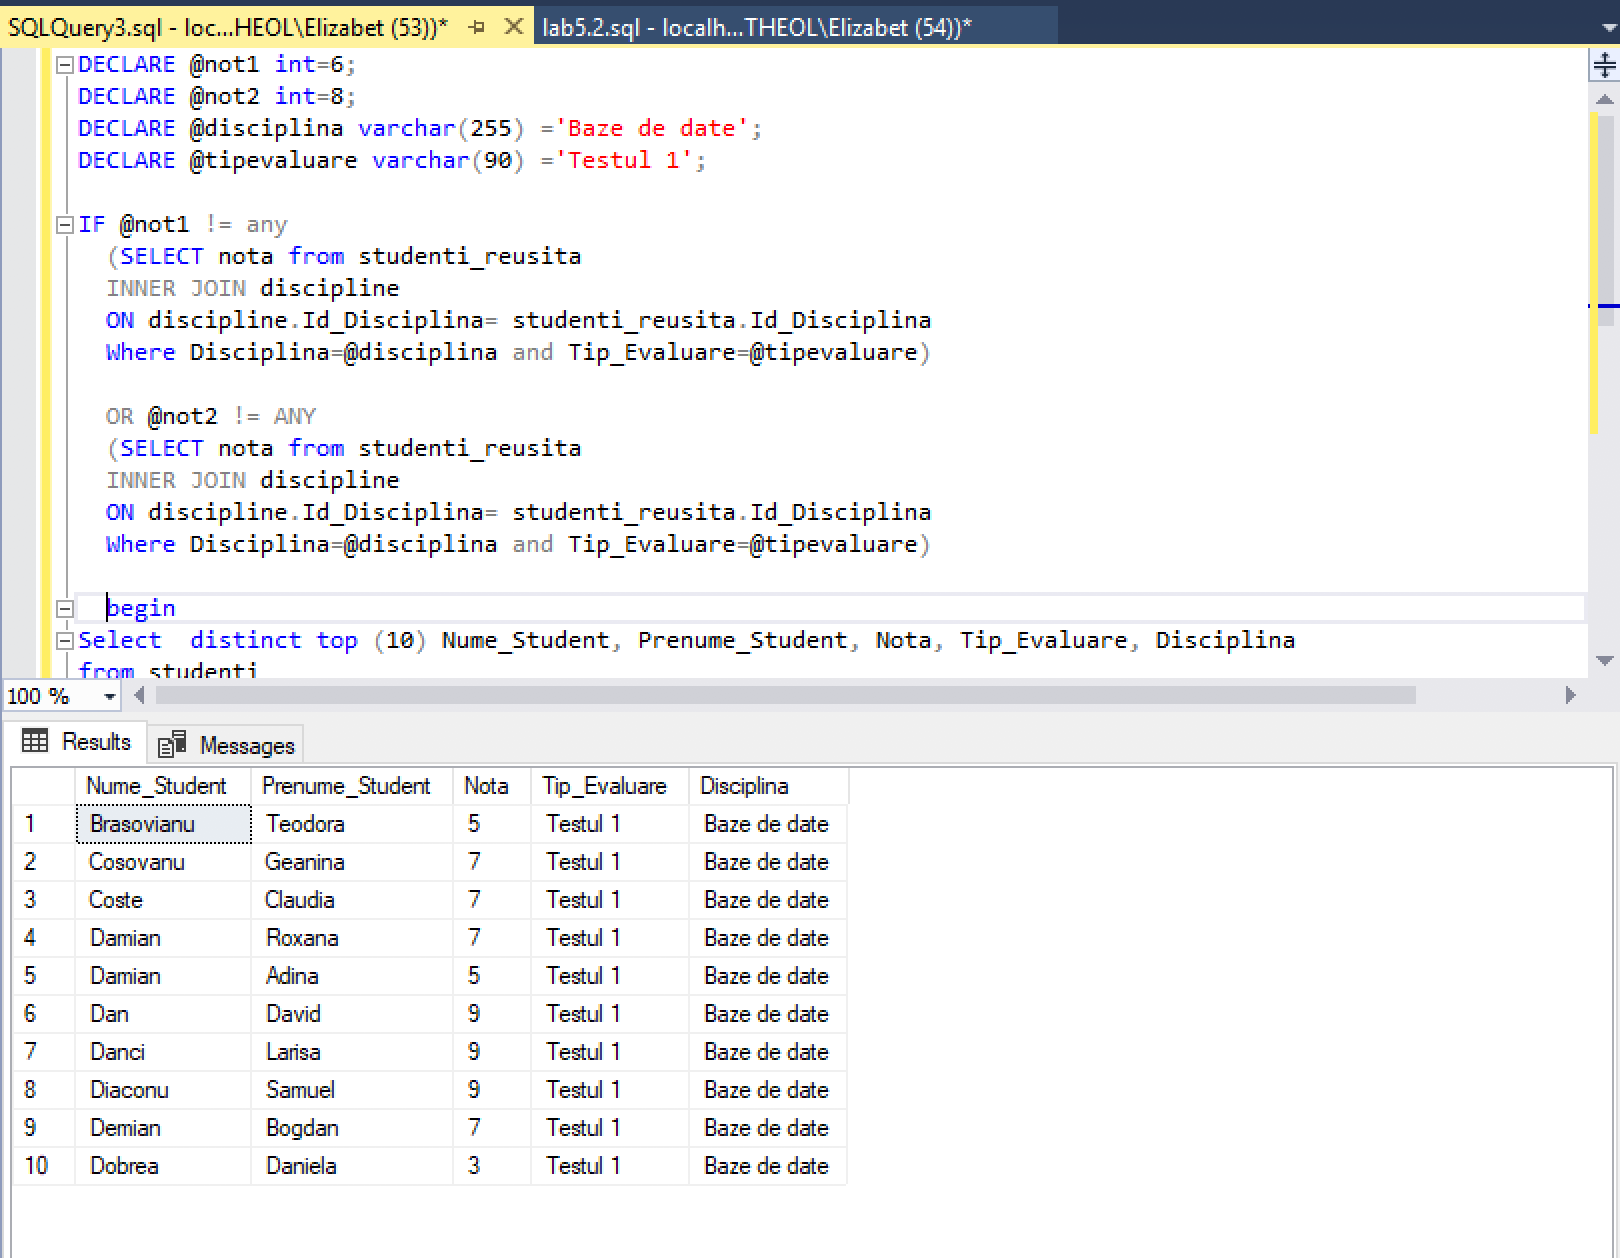 SQLQuery3.sql - loc...HEOL\Elizabet (53))*
lab5.2.sql - localh...THEOL\Elizabet (54))*
DECLARE @not1 int=6;
DECLARE @not2 int=8;
DECLARE @disciplina varchar(255) ='Baze de date';
DECLARE @tipevaluare varchar(90) ='Testul 1';
IF @not1 != any
(SELECT nota from studenti_reusita
INNER JOIN discipline
ON discipline.Id_Disciplina= studenti_reusita.Id_Disciplina
Where Disciplina=@disciplina and Tip_Evaluare=@tipevaluare)
OR @not2 != ANY
(SELECT nota from studenti_reusita
INNER JOIN discipline
ON discipline.Id_Disciplina= studenti_reusita.Id_Disciplina
Where Disciplina=@disciplina and Tip_Evaluare=@tipevaluare)
begin
Select  distinct top (10) Nume_Student, Prenume_Student, Nota, Tip_Evaluare, Disciplina
from studenti
100 %
Results Messages
Nume_Student Prenume_Student Nota Tip_Evaluare Disciplina
1 Brasovianu Teodora 5 Testul 1 Baze de date
2 Cosovanu Geanina 7 Testul 1 Baze de date
3 Coste Claudia 7 Testul 1 Baze de date
4 Damian Roxana 7 Testul 1 Baze de date
5 Damian Adina 5 Testul 1 Baze de date
6 Dan David 9 Testul 1 Baze de date
7 Danci Larisa 9 Testul 1 Baze de date
8 Diaconu Samuel 9 Testul 1 Baze de date
9 Demian Bogdan 7 Testul 1 Baze de date
10 Dobrea Daniela 3 Testul 1 Baze de date